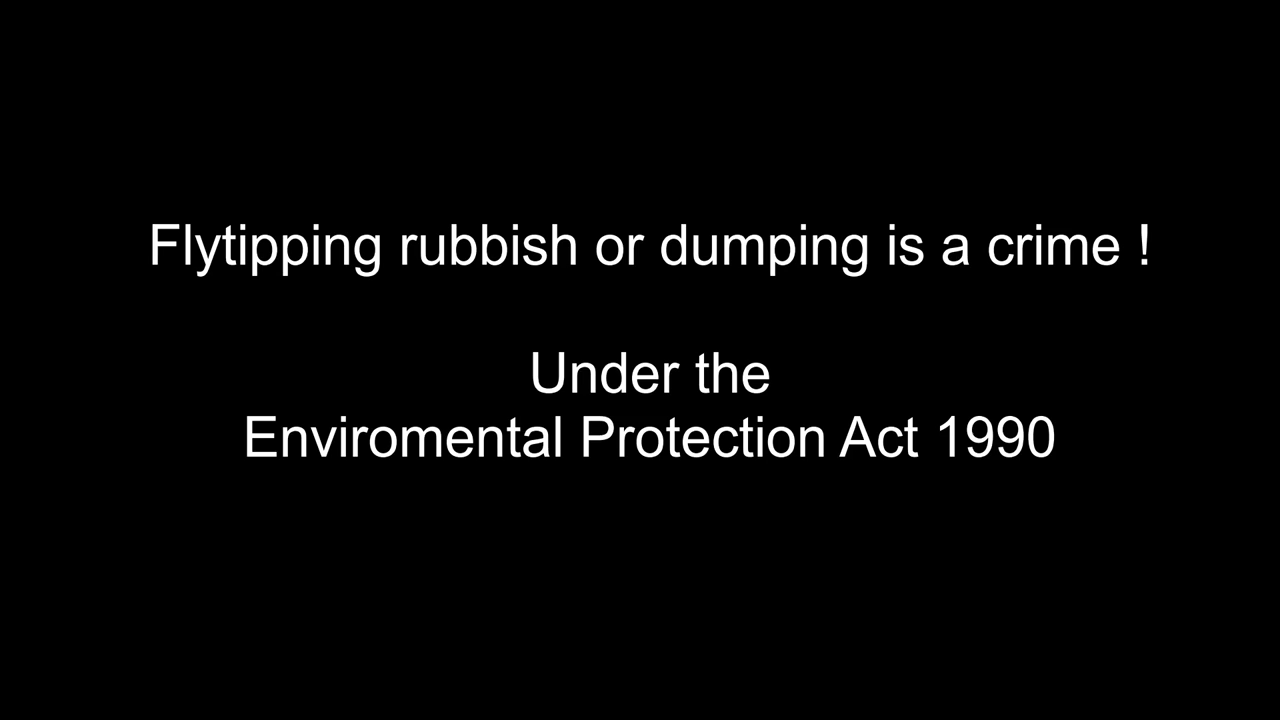 Flytipping rubbish or dumping is a crime !
Under the
Enviromental Protection Act 1990